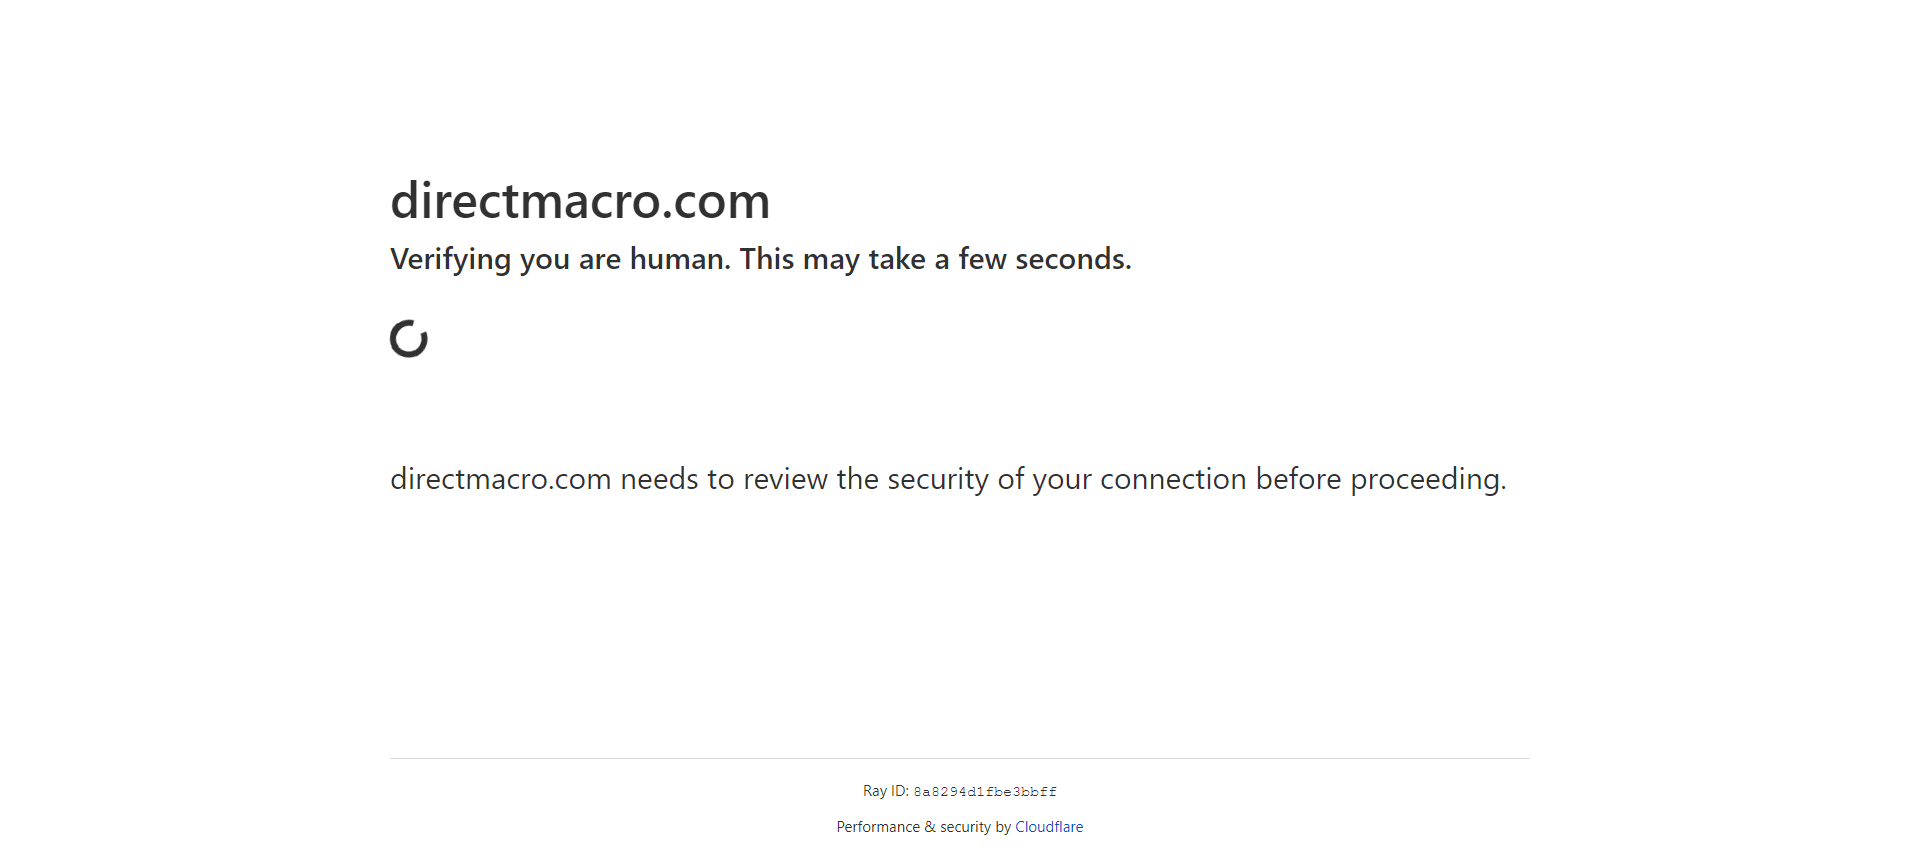 directmacro.com
Verifying you are human. This may take a few seconds.
directmacro.com needs to review the security of your connection before proceeding.
Ray ID: 8a8294d1fbe3bbff
Performance & security by Cloudflare